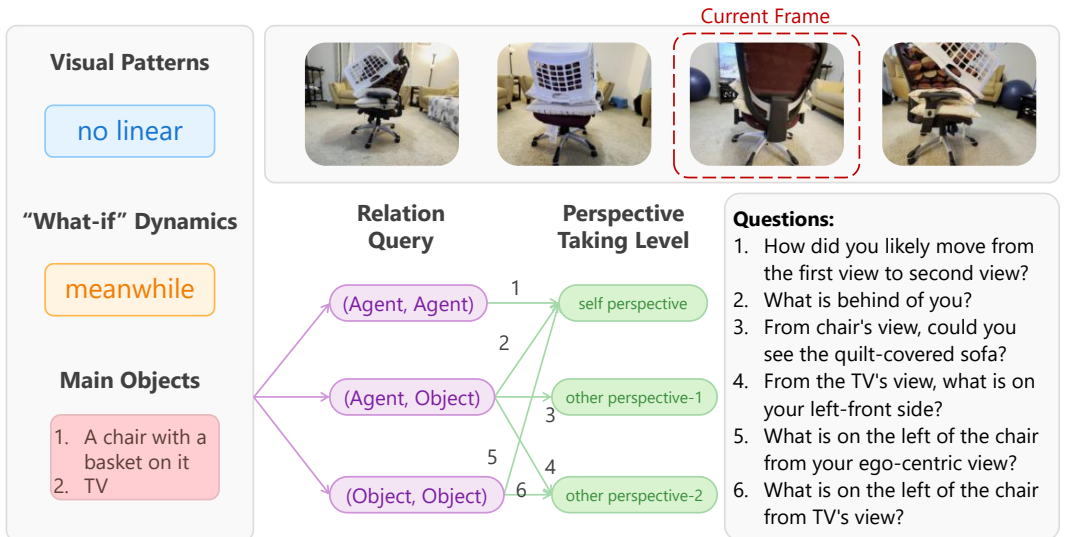 Current Frame
Visual Patterns
no linear
“What-if” Dynamics
meanwhile
Main Objects
1. A chair with a
basket on it
2. TV
Relation
Query
Perspective
Taking Level
(Agent, Agent)
(Agent, Object)
(Object, Object)
1
2
3
4
5
6
self perspective
other perspective-1
other perspective-2
Questions:
1. How did you likely move from
the first view to second view?
2. What is behind of you?
3. From chair's view, could you
see the quilt-covered sofa?
4. From the TV's view, what is on
your left-front side?
5. What is on the left of the chair
from your ego-centric view?
6. What is on the left of the chair
from TV's view?